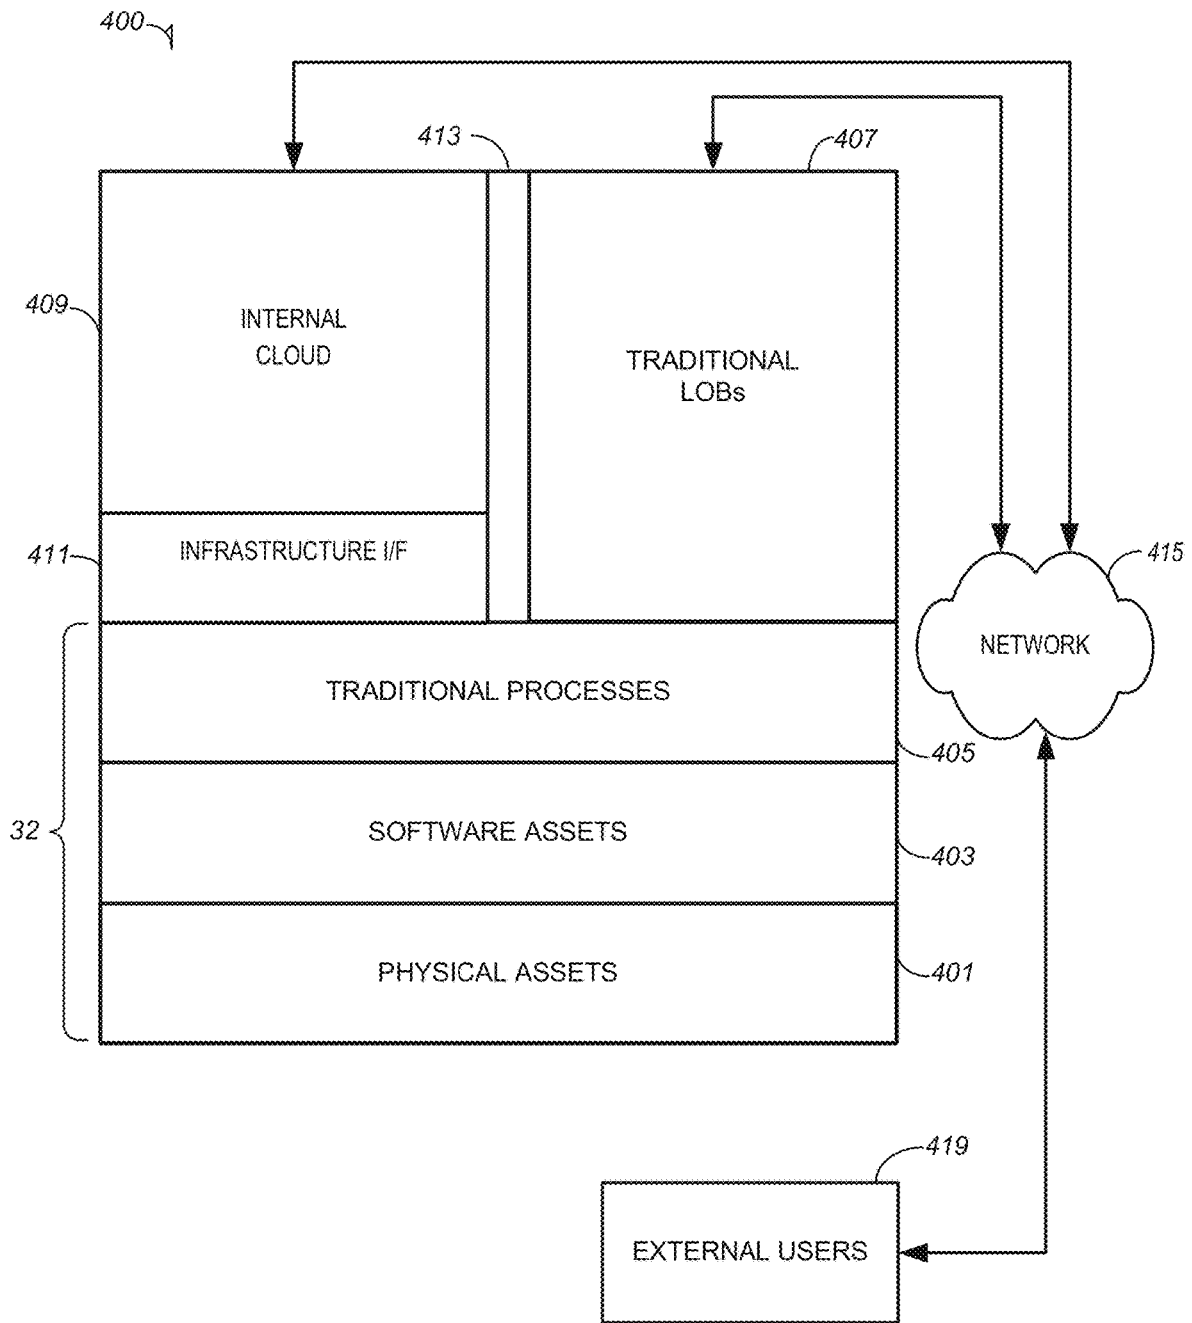 400
413
407
409
INTERNAL
CLOUD
TRADITIONAL
LOBs
411
INFRASTRUCTURE I/F
415
NETWORK
TRADITIONAL PROCESSES
405
32
SOFTWARE ASSETS
403
PHYSICAL ASSETS
401
419
EXTERNAL USERS